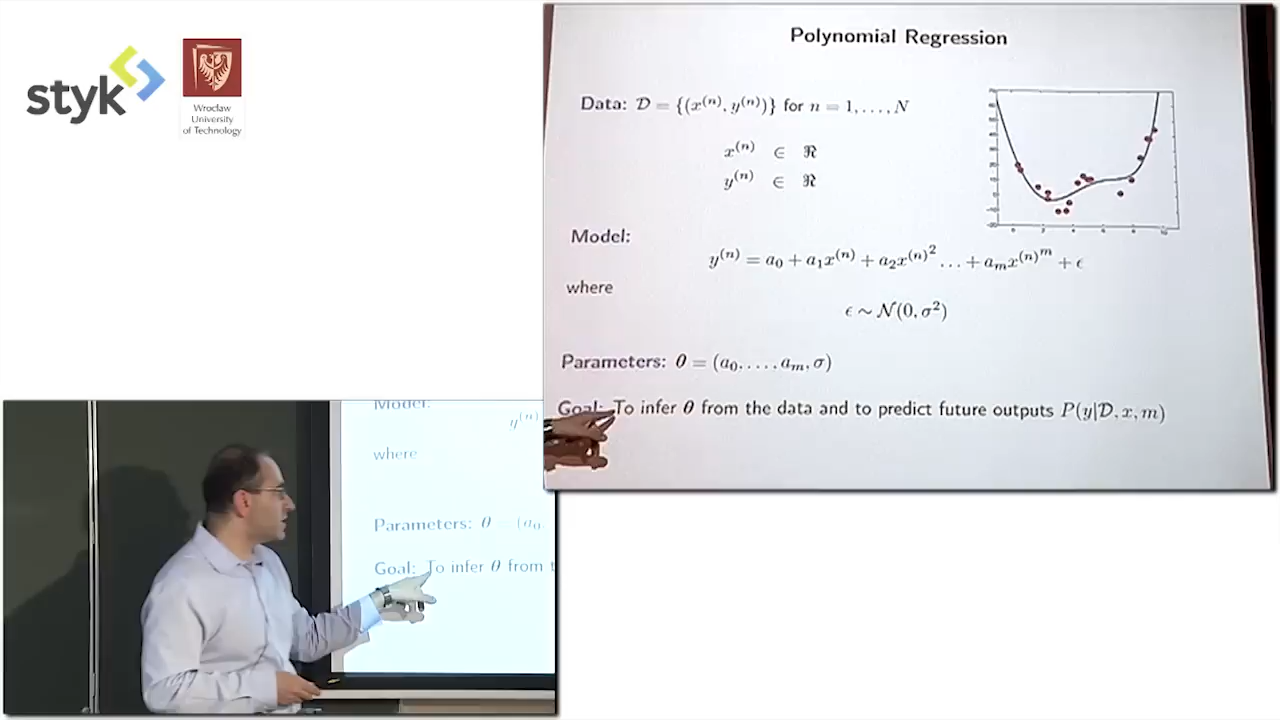 styk
Wrocław
University
of Technology
Polynomial Regression
Data: 𝒟 = {(x⁽ⁿ⁾, y⁽ⁿ⁾)} for n = 1, . . . , N
x⁽ⁿ⁾ ∈ ℜ
y⁽ⁿ⁾ ∈ ℜ
Model:
y⁽ⁿ⁾ = a₀ + a₁x⁽ⁿ⁾ + a₂x⁽ⁿ⁾² . . . + aₘx⁽ⁿ⁾ᵐ + ϵ
where
ϵ ∼ 𝒩(0, σ²)
Parameters: θ = (a₀, . . . , aₘ, σ)
Goal: To infer θ from the data and to predict future outputs P(y|𝒟, x, m)
Model:
y⁽ⁿ⁾
where
Parameters: θ = (a₀,
Goal: To infer θ from t